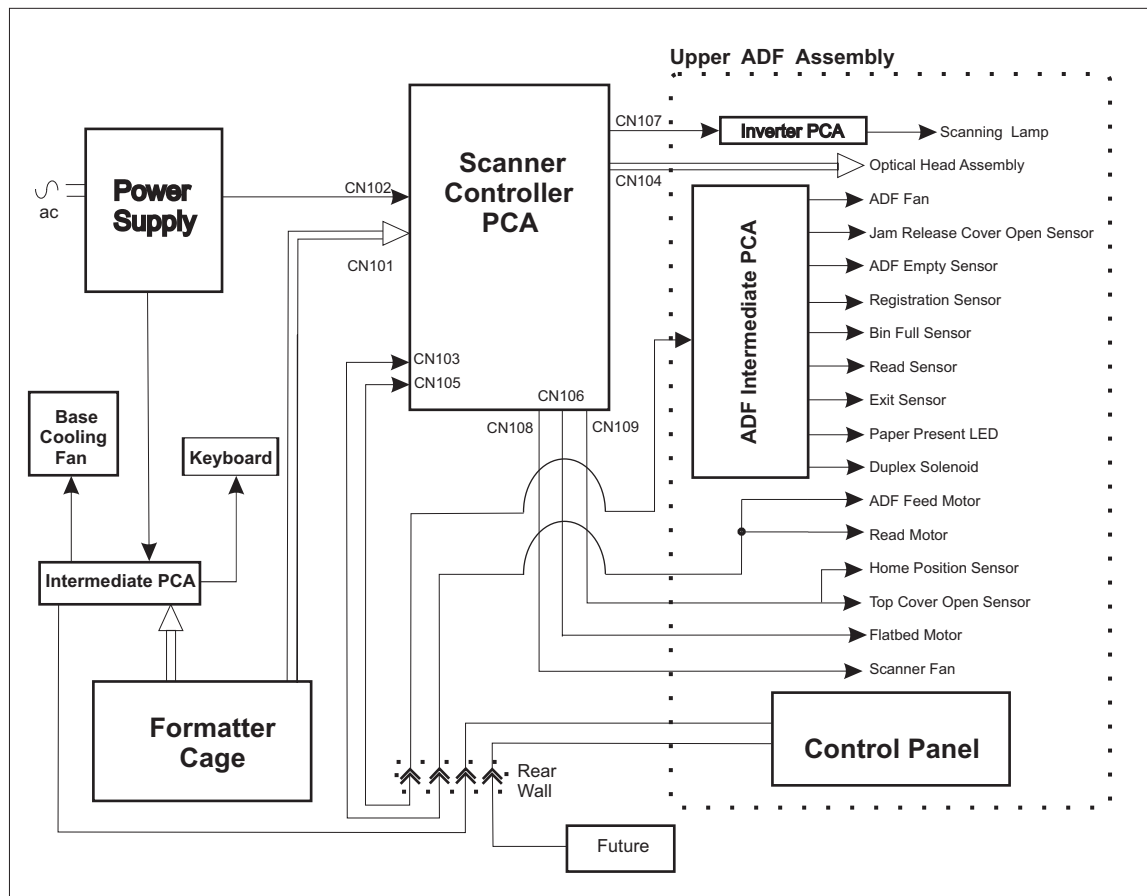 Upper ADF Assembly
CN107
Inverter PCA
Scanning Lamp
Scanner
Controller
PCA
Optical Head Assembly
CN104
Power
Supply
ac
CN102
CN101
ADF Intermediate PCA
ADF Fan
Jam Release Cover Open Sensor
ADF Empty Sensor
Registration Sensor
Bin Full Sensor
Read Sensor
Exit Sensor
Paper Present LED
Duplex Solenoid
CN103
CN105
CN106
CN108
CN109
Base
Cooling
Fan
Keyboard
ADF Feed Motor
Read Motor
Home Position Sensor
Top Cover Open Sensor
Flatbed Motor
Scanner Fan
Intermediate PCA
Formatter
Cage
Control Panel
Rear
Wall
Future